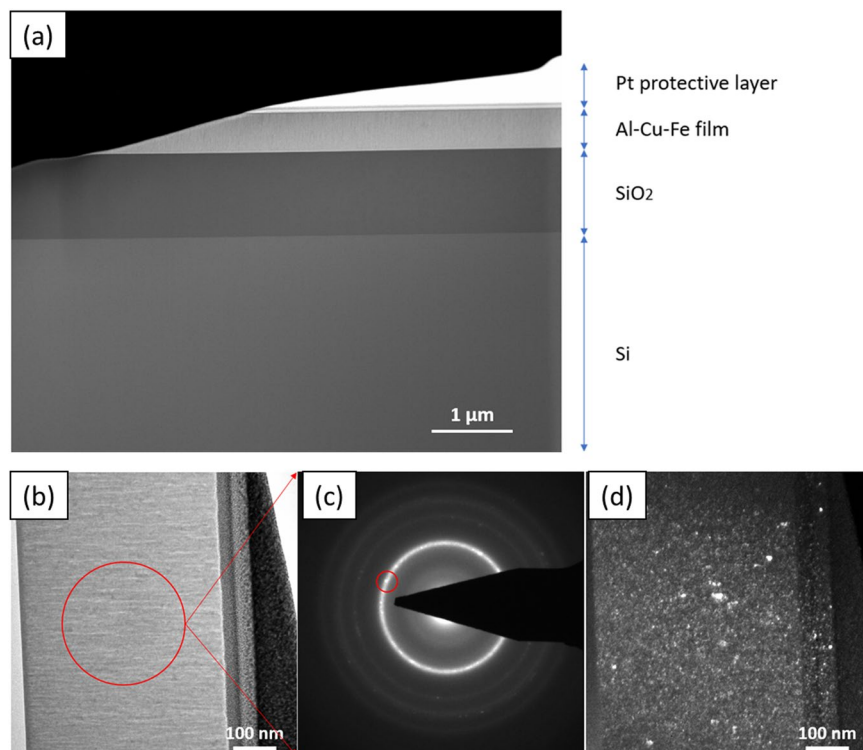 (a)
Pt protective layer
Al-Cu-Fe film
SiO2
Si
1 µm
(b)
(c)
(d)
100 nm
100 nm